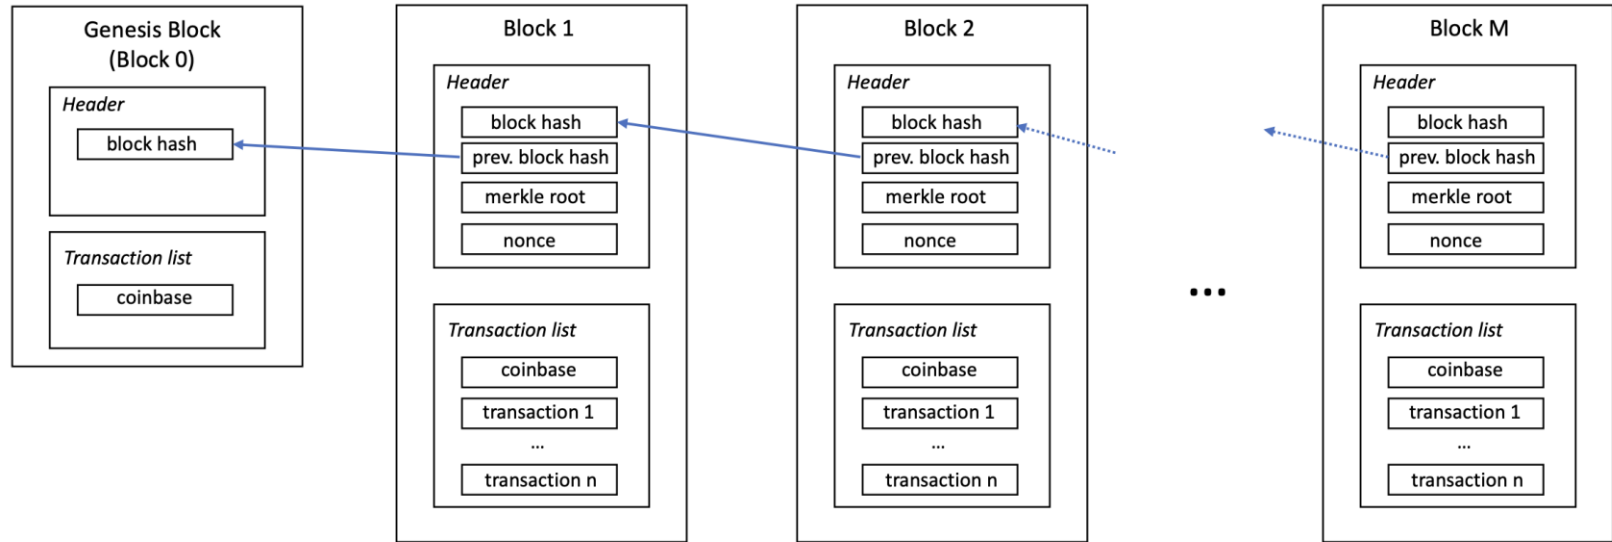 Genesis Block
(Block 0)
Header
block hash
Transaction list
coinbase
Block 1
Header
block hash
prev. block hash
merkle root
nonce
Transaction list
coinbase
transaction 1
...
transaction n
Block 2
Header
block hash
prev. block hash
merkle root
nonce
Transaction list
coinbase
transaction 1
...
transaction n
...
Block M
Header
block hash
prev. block hash
merkle root
nonce
Transaction list
coinbase
transaction 1
...
transaction n